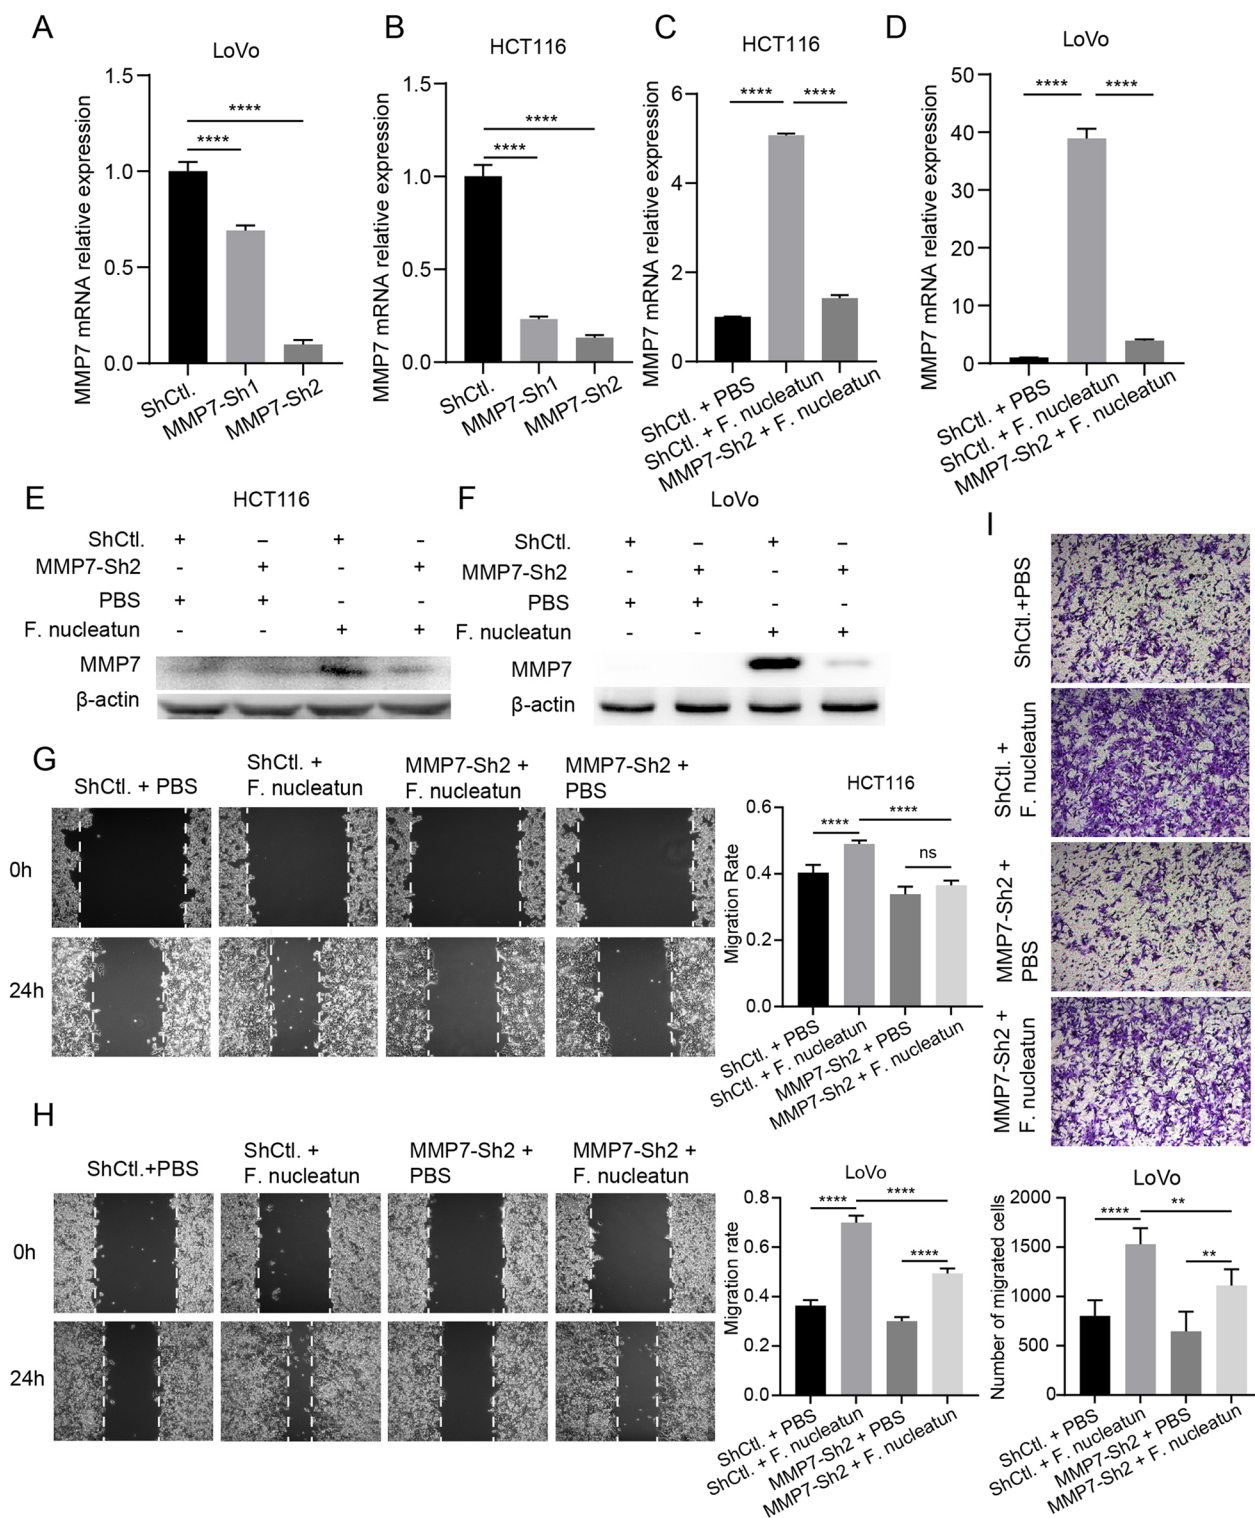 A
LoVo
MMP7 mRNA relative expression
1.5
1.0
0.5
0.0
****
****
ShCtl.
MMP7-Sh1
MMP7-Sh2
B
HCT116
MMP7 mRNA relative expression
1.5
1.0
0.5
0.0
****
****
ShCtl.
MMP7-Sh1
MMP7-Sh2
C
HCT116
MMP7 mRNA relative expression
6
4
2
0
****
****
ShCtl. + PBS
ShCtl. + F. nucleatun
MMP7-Sh2 + F. nucleatun
D
LoVo
MMP7 mRNA relative expression
50
40
30
20
10
0
****
****
ShCtl. + PBS
ShCtl. + F. nucleatun
MMP7-Sh2 + F. nucleatun
E
HCT116
ShCtl. + – + –
MMP7-Sh2 - + - +
PBS + + - -
F. nucleatun - - + +
MMP7
β-actin
F
LoVo
ShCtl. + – + –
MMP7-Sh2 - + - +
PBS + + - -
F. nucleatun - - + +
MMP7
β-actin
G
ShCtl. + PBS
ShCtl. +
F. nucleatun
MMP7-Sh2 +
F. nucleatun
MMP7-Sh2 +
PBS
0h
24h
HCT116
Migration Rate
0.6
0.4
0.2
0.0
****
****
ns
ShCtl. + PBS
ShCtl. + F. nucleatun
MMP7-Sh2 + PBS
MMP7-Sh2 + F. nucleatun
H
ShCtl.+PBS
ShCtl. +
F. nucleatun
MMP7-Sh2 +
PBS
MMP7-Sh2 +
F. nucleatun
0h
24h
LoVo
Migration rate
0.8
0.6
0.4
0.2
0.0
****
****
****
ShCtl. + PBS
ShCtl. + F. nucleatun
MMP7-Sh2 + PBS
MMP7-Sh2 + F. nucleatun
I
ShCtl.+PBS
ShCtl. +
F. nucleatun
MMP7-Sh2 +
PBS
MMP7-Sh2 +
F. nucleatun
LoVo
Number of migrated cells
2000
1500
1000
500
0
****
**
**
ShCtl. + PBS
ShCtl. + F. nucleatun
MMP7-Sh2 + PBS
MMP7-Sh2 + F. nucleatun